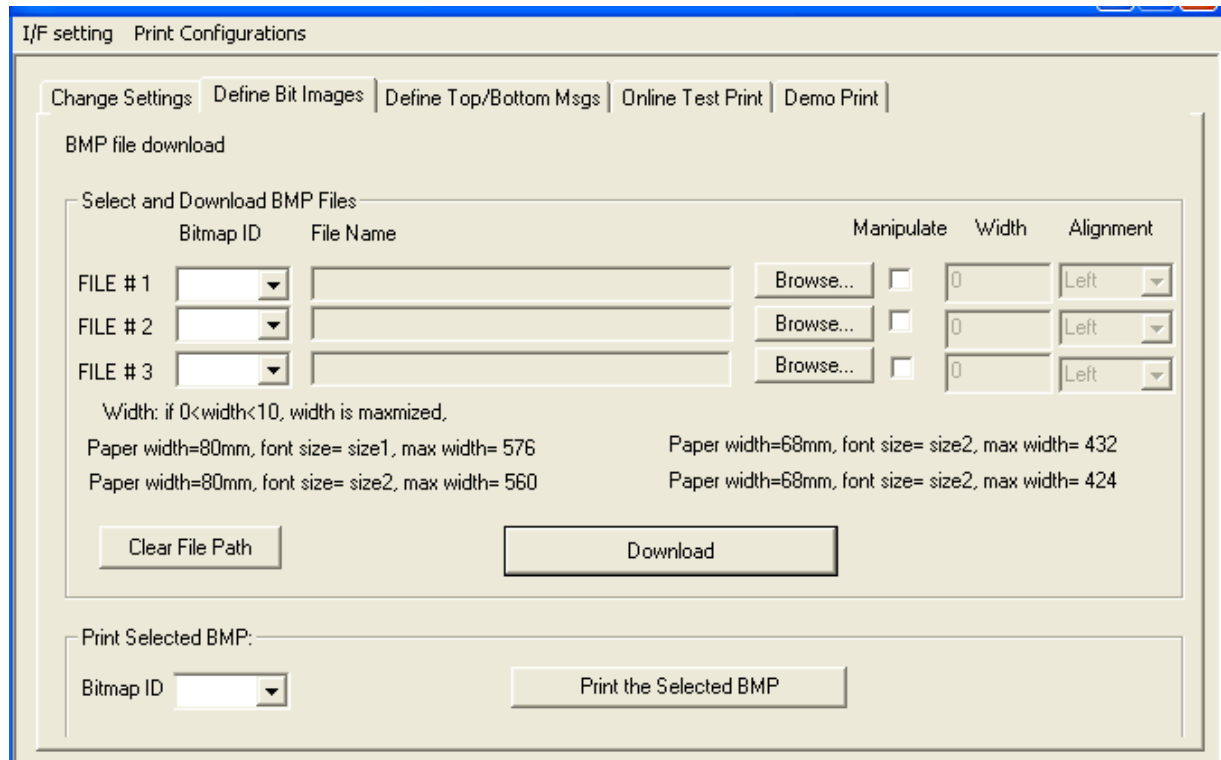 I/F setting Print Configurations
Change Settings Define Bit Images Define Top/Bottom Msgs Online Test Print Demo Print
BMP file download
Select and Download BMP Files
Bitmap ID File Name Manipulate Width Alignment
FILE # 1 Browse... 0 Left
FILE # 2 Browse... 0 Left
FILE # 3 Browse... 0 Left
Width: if 0<width<10, width is maxmized,
Paper width=80mm, font size= size1, max width= 576 Paper width=68mm, font size= size2, max width= 432
Paper width=80mm, font size= size2, max width= 560 Paper width=68mm, font size= size2, max width= 424
Clear File Path Download
Print Selected BMP:
Bitmap ID Print the Selected BMP